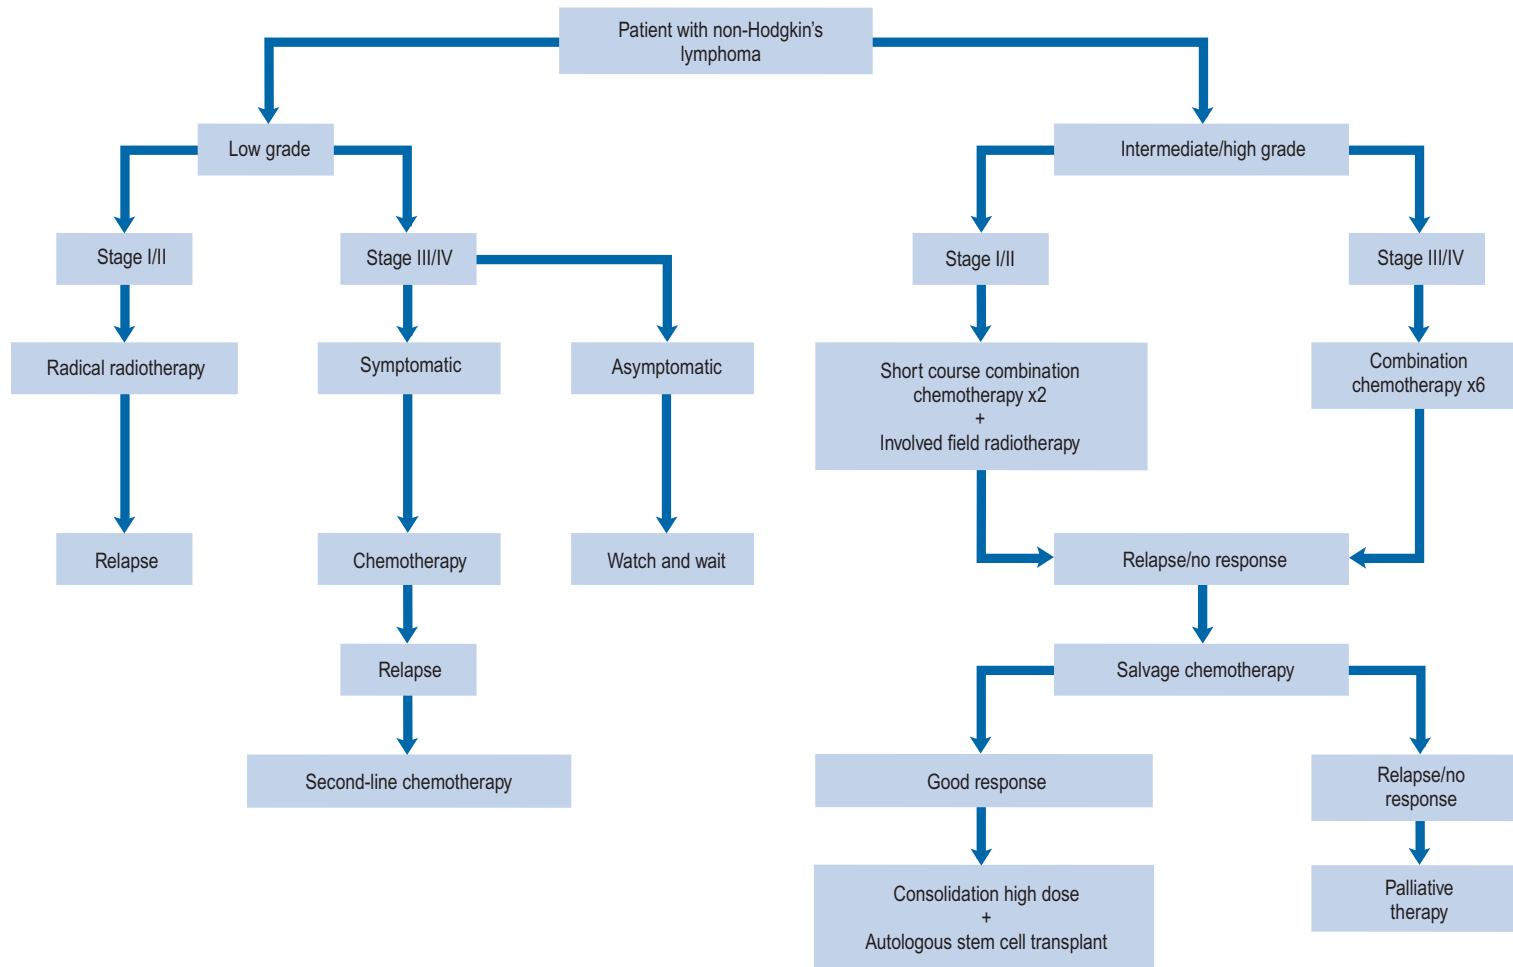 Patient with non-Hodgkin's
lymphoma
Low grade
Intermediate/high grade
Stage I/II
Stage III/IV
Stage I/II
Stage III/IV
Radical radiotherapy
Symptomatic
Asymptomatic
Short course combination
chemotherapy x2
+
Involved field radiotherapy
Combination
chemotherapy x6
Relapse
Chemotherapy
Watch and wait
Relapse/no response
Relapse
Salvage chemotherapy
Second-line chemotherapy
Good response
Relapse/no
response
Consolidation high dose
+
Autologous stem cell transplant
Palliative
therapy